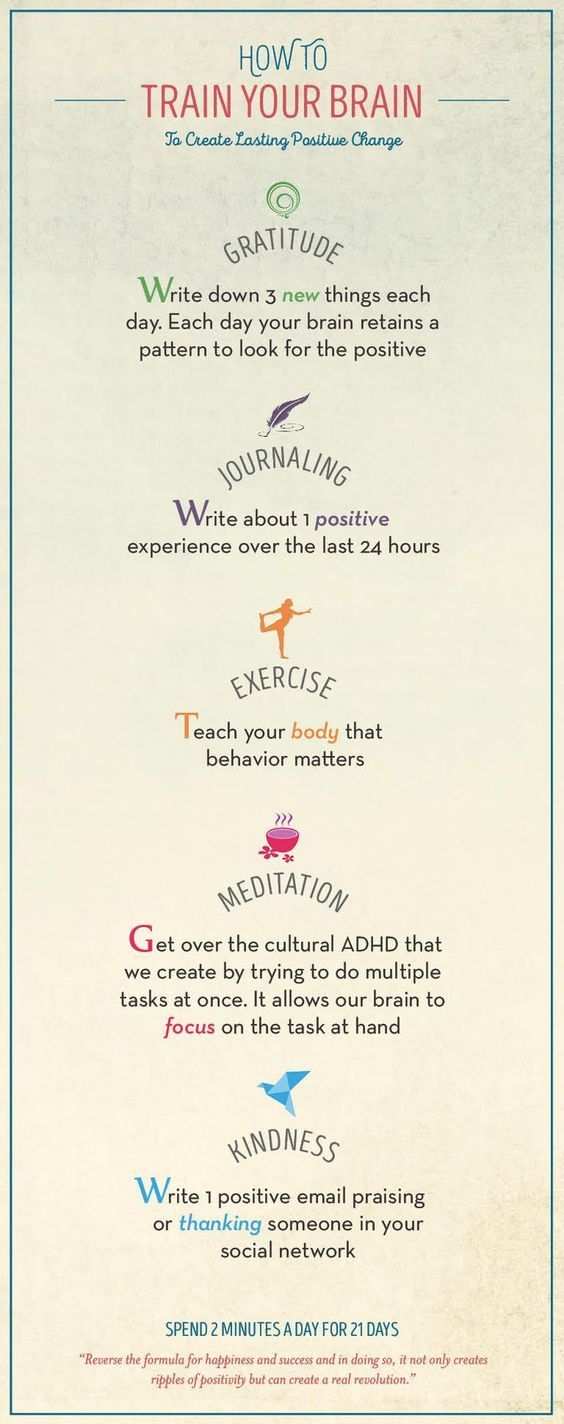 HOW TO
TRAIN YOUR BRAIN
To Create Lasting Positive Change
GRATITUDE
Write down 3 new things each
day. Each day your brain retains a
pattern to look for the positive
JOURNALING
Write about 1 positive
experience over the last 24 hours
EXERCISE
Teach your body that
behavior matters
MEDITATION
Get over the cultural ADHD that
we create by trying to do multiple
tasks at once. It allows our brain to
focus on the task at hand
KINDNESS
Write 1 positive email praising
or thanking someone in your
social network
SPEND 2 MINUTES A DAY FOR 21 DAYS
“Reverse the formula for happiness and success and in doing so, it not only creates
ripples of positivity but can create a real revolution.”